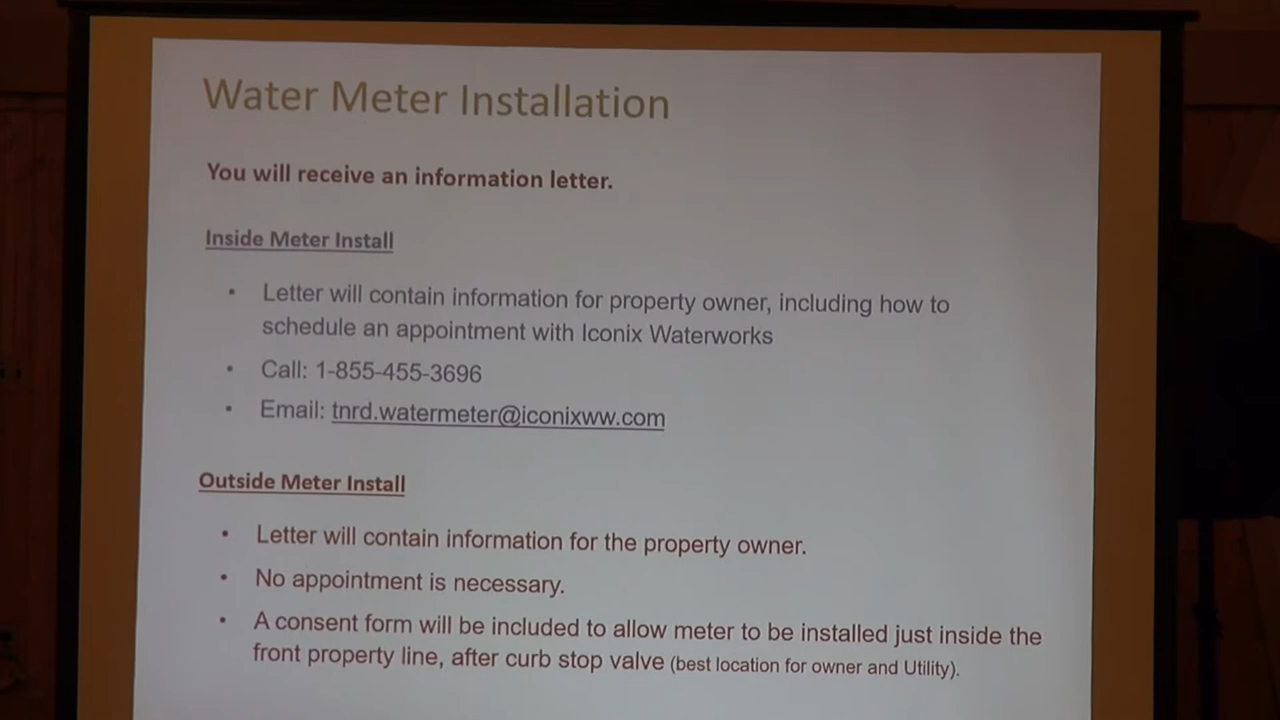 Water Meter Installation
You will receive an information letter.
Inside Meter Install
• Letter will contain information for property owner, including how to
schedule an appointment with Iconix Waterworks
• Call: 1-855-455-3696
• Email: tnrd.watermeter@iconixww.com
Outside Meter Install
• Letter will contain information for the property owner.
• No appointment is necessary.
• A consent form will be included to allow meter to be installed just inside the
front property line, after curb stop valve (best location for owner and Utility).